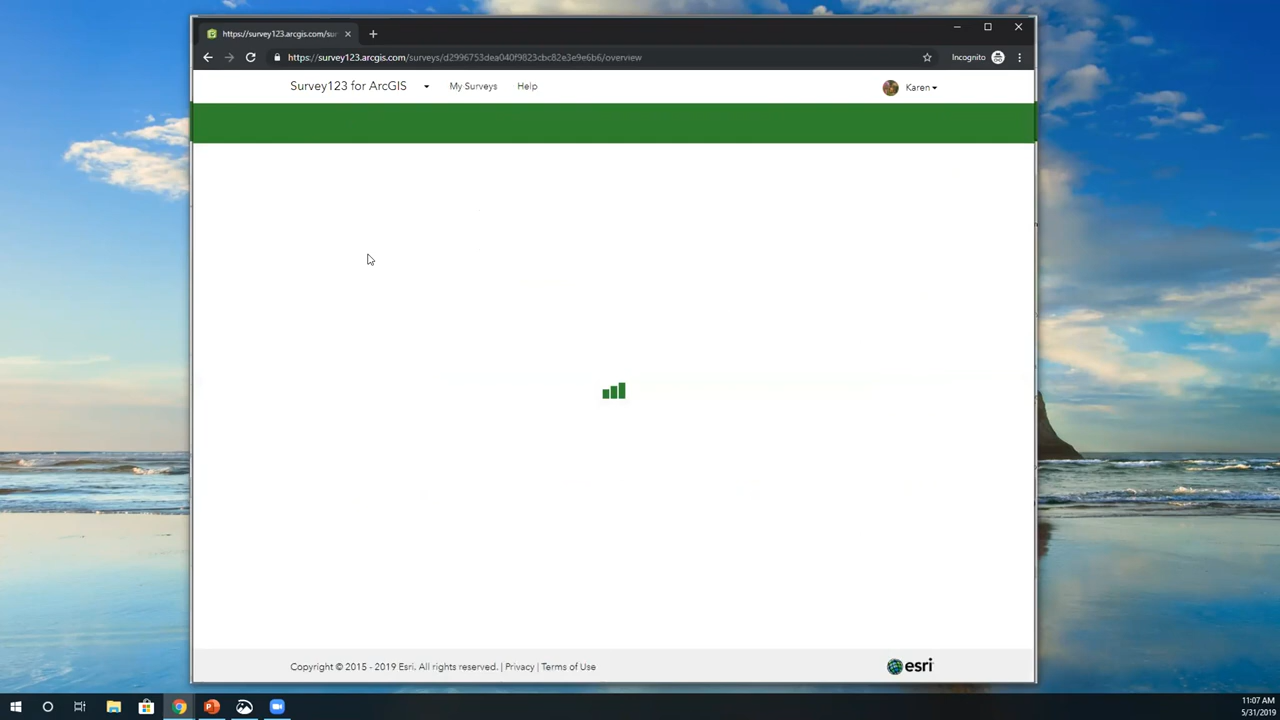 https://survey123.arcgis.com/sur
https://survey123.arcgis.com/surveys/d2996753dea040f9823cbc82e3e9e6b6/overview
Incognito
Survey123 for ArcGIS
My Surveys
Help
Karen
Copyright © 2015 - 2019 Esri. All rights reserved. | Privacy | Terms of Use
esri
11:07 AM
5/31/2019